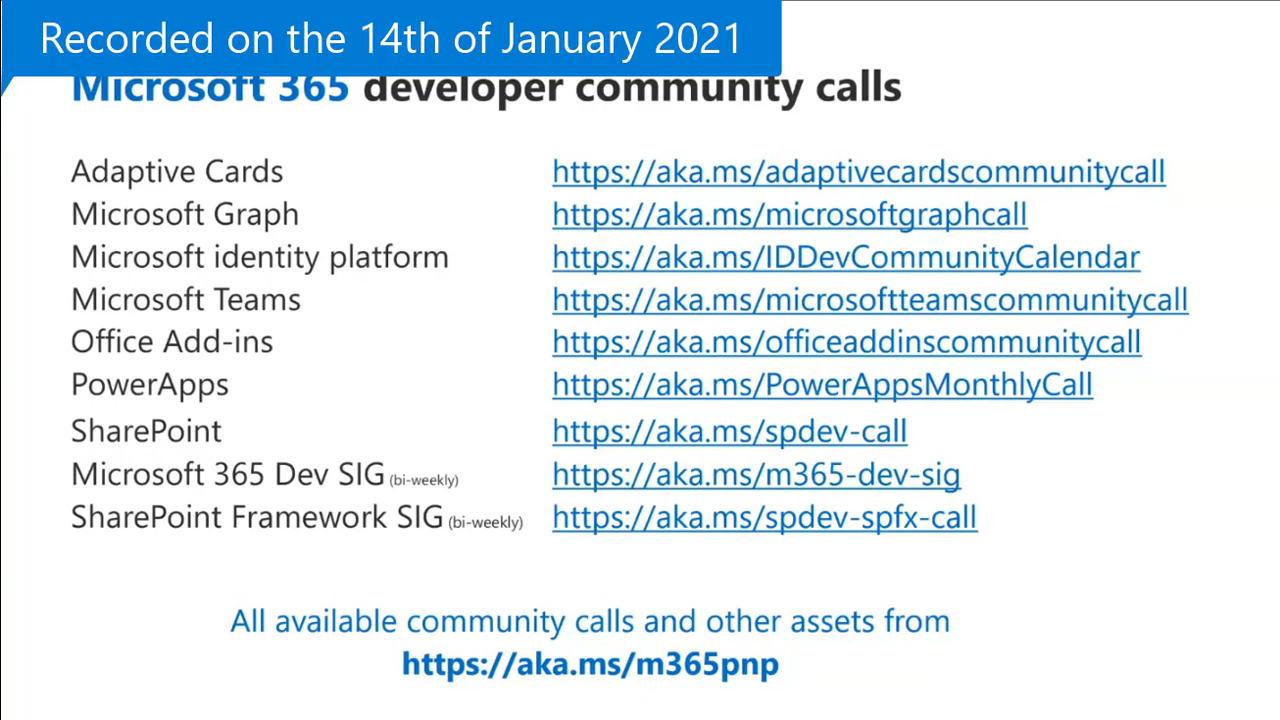 Recorded on the 14th of January 2021
Microsoft 365 developer community calls
Adaptive Cards https://aka.ms/adaptivecardscommunitycall
Microsoft Graph https://aka.ms/microsoftgraphcall
Microsoft identity platform https://aka.ms/IDDevCommunityCalendar
Microsoft Teams https://aka.ms/microsoftteamscommunitycall
Office Add-ins https://aka.ms/officeaddinscommunitycall
PowerApps https://aka.ms/PowerAppsMonthlyCall
SharePoint https://aka.ms/spdev-call
Microsoft 365 Dev SIG (bi-weekly) https://aka.ms/m365-dev-sig
SharePoint Framework SIG (bi-weekly) https://aka.ms/spdev-spfx-call
All available community calls and other assets from
https://aka.ms/m365pnp